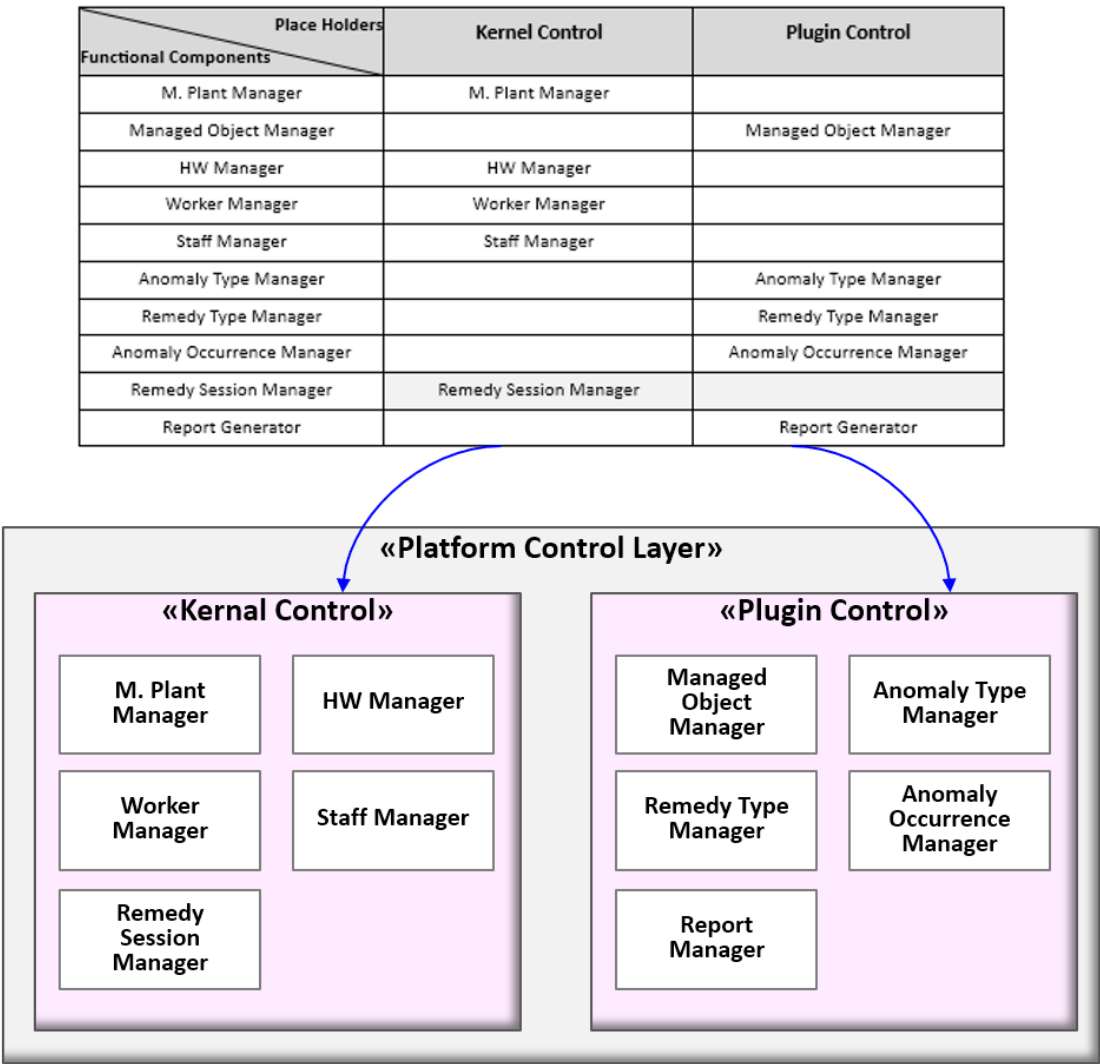 Place Holders
Functional Components
Kernel Control
Plugin Control
M. Plant Manager
M. Plant Manager
Managed Object Manager
Managed Object Manager
HW Manager
HW Manager
Worker Manager
Worker Manager
Staff Manager
Staff Manager
Anomaly Type Manager
Anomaly Type Manager
Remedy Type Manager
Remedy Type Manager
Anomaly Occurrence Manager
Anomaly Occurrence Manager
Remedy Session Manager
Remedy Session Manager
Report Generator
Report Generator
«Platform Control Layer»
«Kernal Control»
M. Plant
Manager
HW Manager
Worker
Manager
Staff Manager
Remedy
Session
Manager
«Plugin Control»
Managed
Object
Manager
Anomaly Type
Manager
Remedy Type
Manager
Anomaly
Occurrence
Manager
Report
Manager